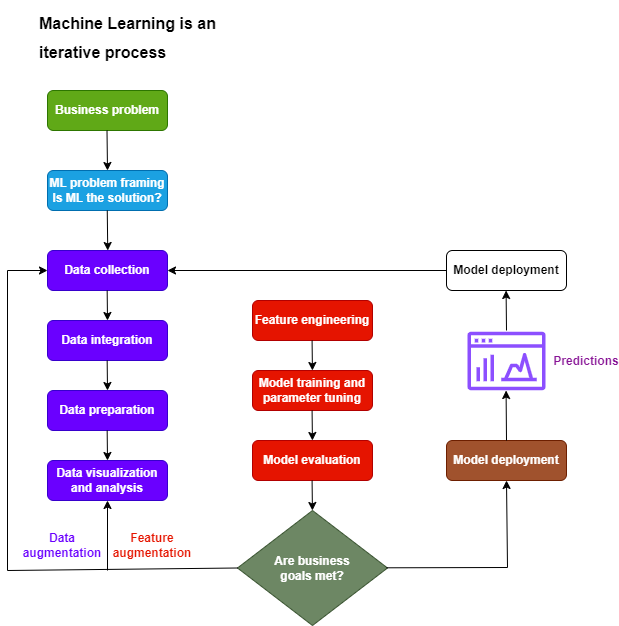 Machine Learning is an
iterative process
Business problem
ML problem framing
Is ML the solution?
Data collection
Data integration
Data preparation
Data visualization
and analysis
Data
augmentation
Feature
augmentation
Feature engineering
Model training and
parameter tuning
Model evaluation
Are business
goals met?
Model deployment
Predictions
Model deployment